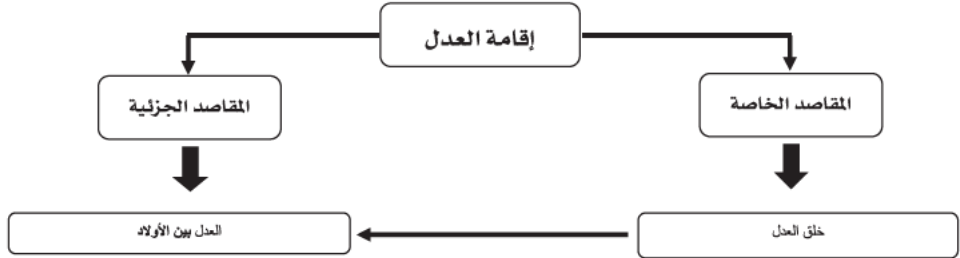 إقامة العدل
المقاصد الخاصة
المقاصد الجزئية
خلق العدل
العدل بين الأولاد